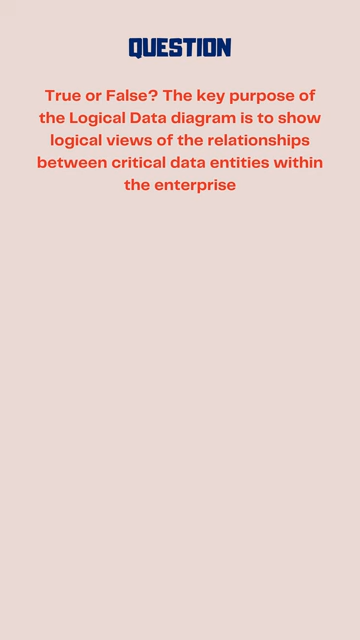 QUESTION
True or False? The key purpose of
the Logical Data diagram is to show
logical views of the relationships
between critical data entities within
the enterprise